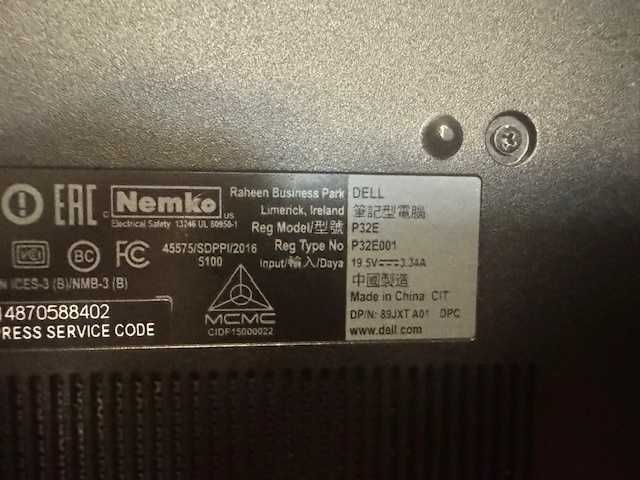 EAC
c Nemko us
Electrical Safety 13246 UL 60950-1
VCI
BC
FC
45575/SDPPI/2016
5100
N ICES-3 (B)/NMB-3 (B)
14870588402
PRESS SERVICE CODE
MCMC
CIDF15000022
Raheen Business Park
Limerick, Ireland
Reg Model/型號
Reg Type No
Input/輸入/Daya
DELL
筆記型電腦
P32E
P32E001
19.5V⎓3.34A
中國製造
Made in China CIT
DP/N: 89JXT A01 DPC
www.dell.com